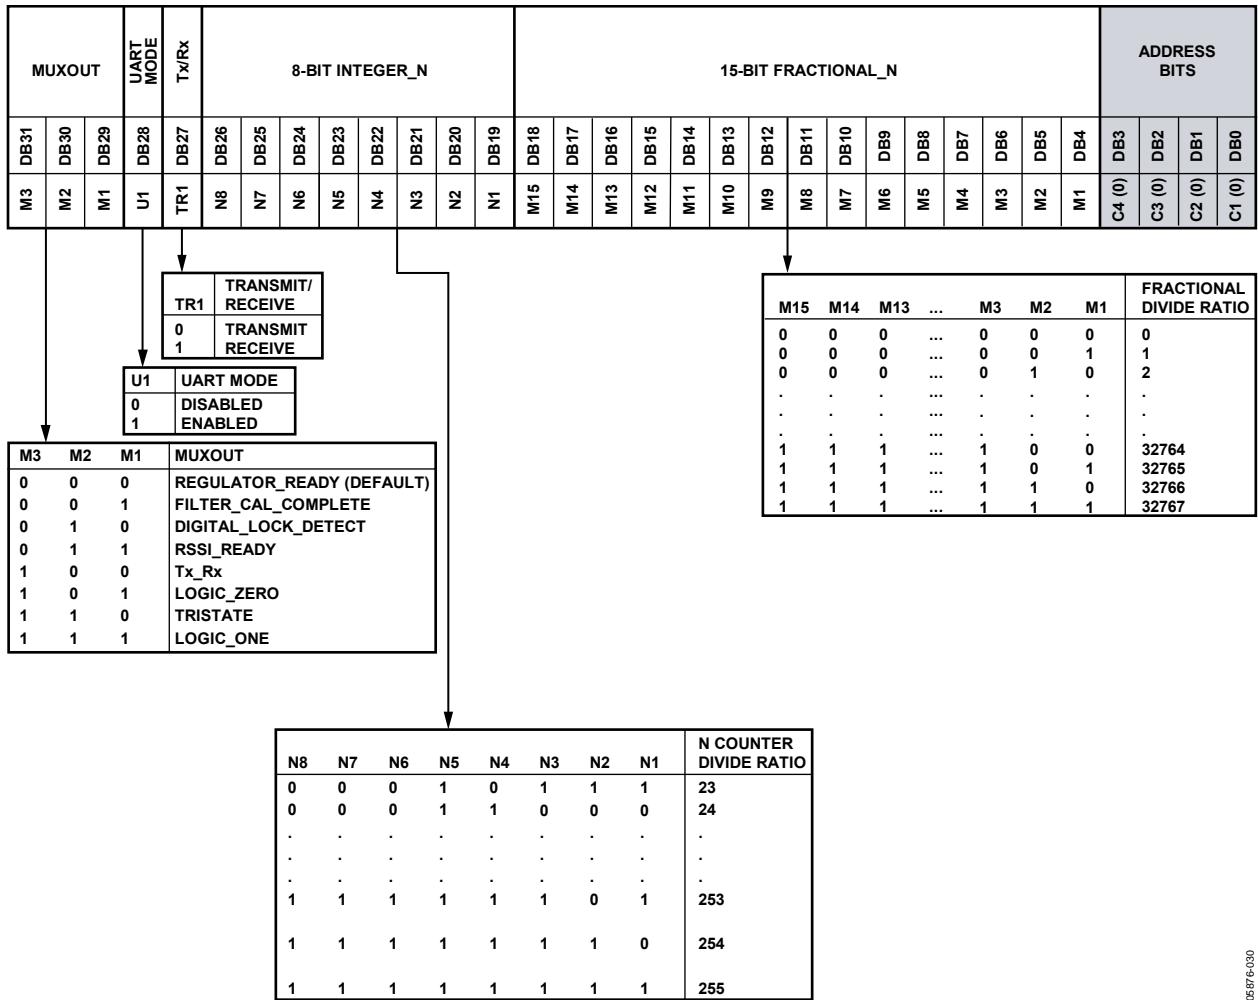 MUXOUT UART MODE Tx/Rx 8-BIT INTEGER_N 15-BIT FRACTIONAL_N ADDRESS BITS
DB31 DB30 DB29 DB28 DB27 DB26 DB25 DB24 DB23 DB22 DB21 DB20 DB19 DB18 DB17 DB16 DB15 DB14 DB13 DB12 DB11 DB10 DB9 DB8 DB7 DB6 DB5 DB4 DB3 DB2 DB1 DB0
M3 M2 M1 U1 TR1 N8 N7 N6 N5 N4 N3 N2 N1 M15 M14 M13 M12 M11 M10 M9 M8 M7 M6 M5 M4 M3 M2 M1 C4 (0) C3 (0) C2 (0) C1 (0)
TR1 TRANSMIT/ RECEIVE
0 TRANSMIT
1 RECEIVE
U1 UART MODE
0 DISABLED
1 ENABLED
M3 M2 M1 MUXOUT
0 0 0 REGULATOR_READY (DEFAULT)
0 0 1 FILTER_CAL_COMPLETE
0 1 0 DIGITAL_LOCK_DETECT
0 1 1 RSSI_READY
1 0 0 Tx_Rx
1 0 1 LOGIC_ZERO
1 1 0 TRISTATE
1 1 1 LOGIC_ONE
M15 M14 M13 ... M3 M2 M1 FRACTIONAL DIVIDE RATIO
0 0 0 ... 0 0 0 0
0 0 0 ... 0 0 1 1
0 0 0 ... 0 1 0 2
. . . ... . . . .
. . . ... . . . .
. . . ... . . . .
1 1 1 ... 1 0 0 32764
1 1 1 ... 1 0 1 32765
1 1 1 ... 1 1 0 32766
1 1 1 ... 1 1 1 32767
N8 N7 N6 N5 N4 N3 N2 N1 N COUNTER DIVIDE RATIO
0 0 0 1 0 1 1 1 23
0 0 0 1 1 0 0 0 24
. . . . . . . . .
. . . . . . . . .
. . . . . . . . .
1 1 1 1 1 1 0 1 253
1 1 1 1 1 1 1 0 254
1 1 1 1 1 1 1 1 255
05876-030